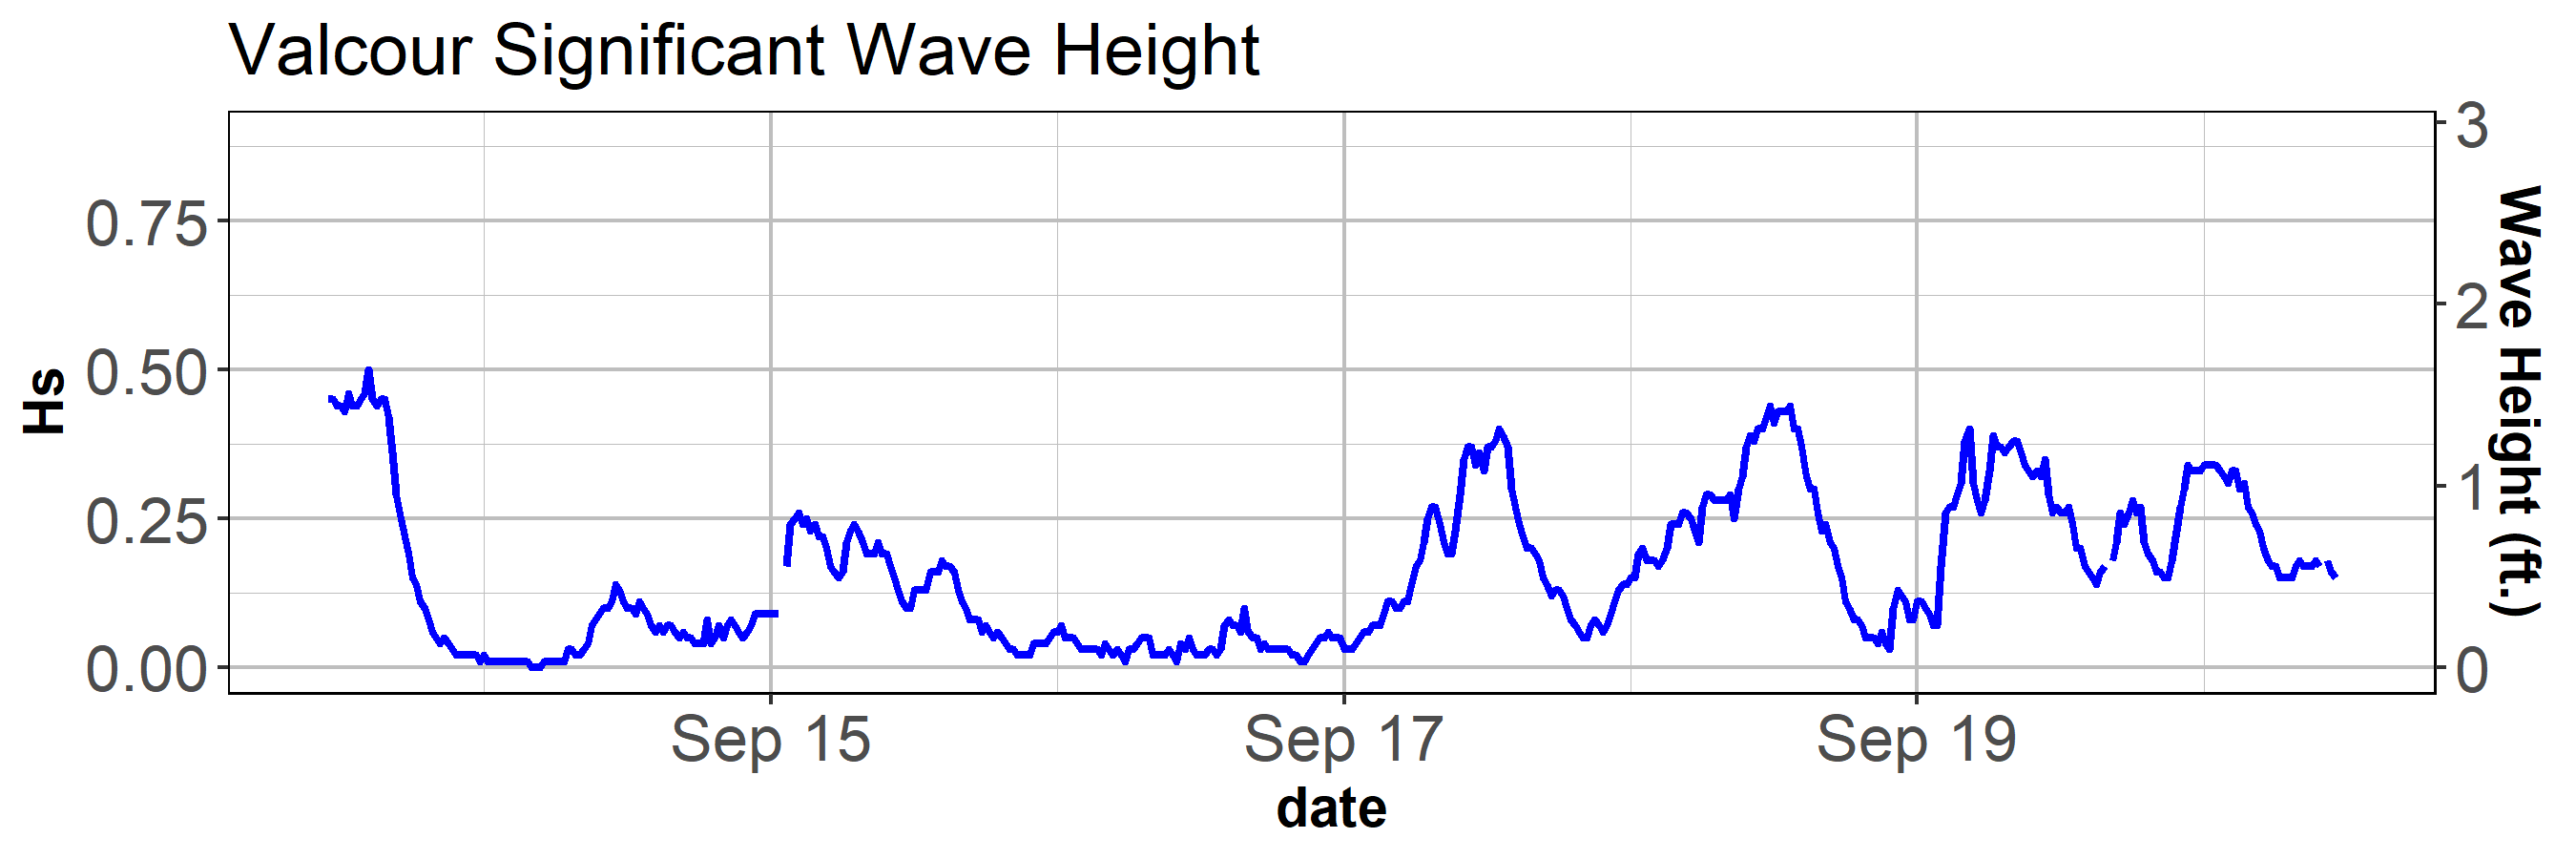 Valcour Significant Wave Height
Hs
0.75
0.50
0.25
0.00
3
2
1
0
Wave Height (ft.)
Sep 15
Sep 17
Sep 19
date